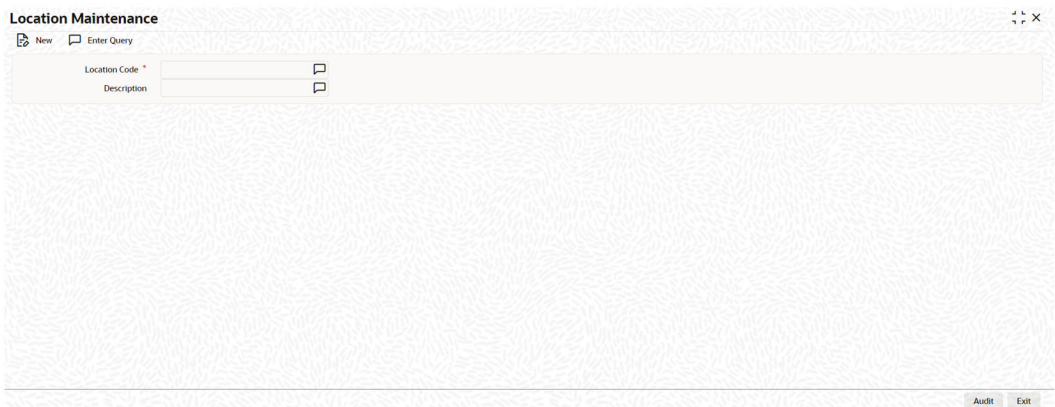 Location Maintenance
New Enter Query
Location Code *
Description
Audit Exit